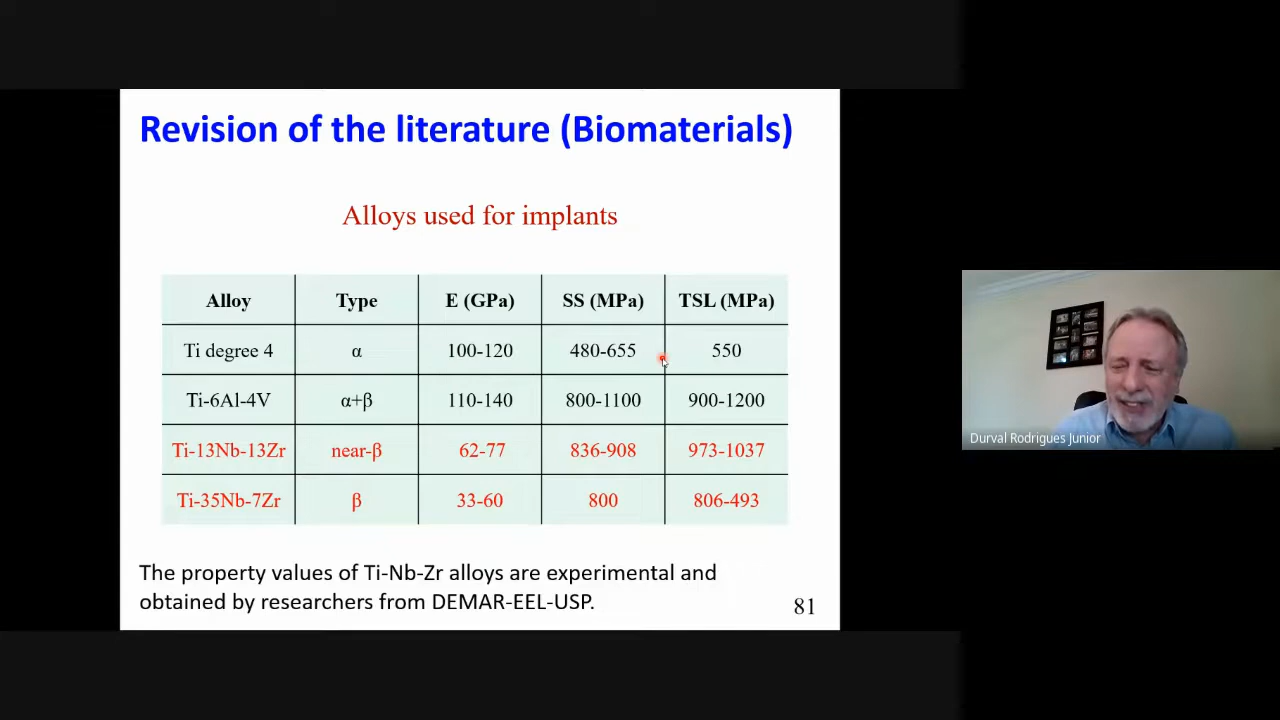 Revision of the literature (Biomaterials)
Alloys used for implants
Alloy Type E (GPa) SS (MPa) TSL (MPa)
Ti degree 4 α 100-120 480-655 550
Ti-6Al-4V α+β 110-140 800-1100 900-1200
Ti-13Nb-13Zr near-β 62-77 836-908 973-1037
Ti-35Nb-7Zr β 33-60 800 806-493
The property values of Ti-Nb-Zr alloys are experimental and
obtained by researchers from DEMAR-EEL-USP.
81
Durval Rodrigues Junior